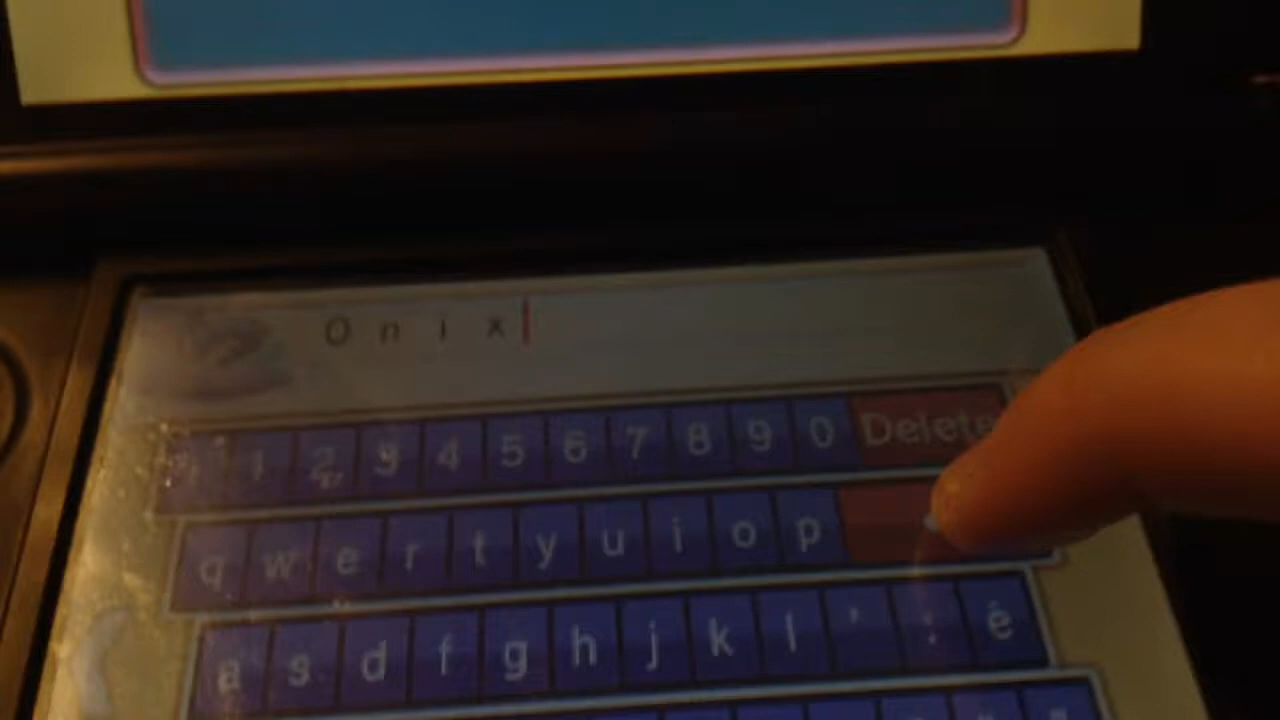 Onix
1 2 3 4 5 6 7 8 9 0 Delete
q w e r t y u i o p
a s d f g h j k l ' : ê